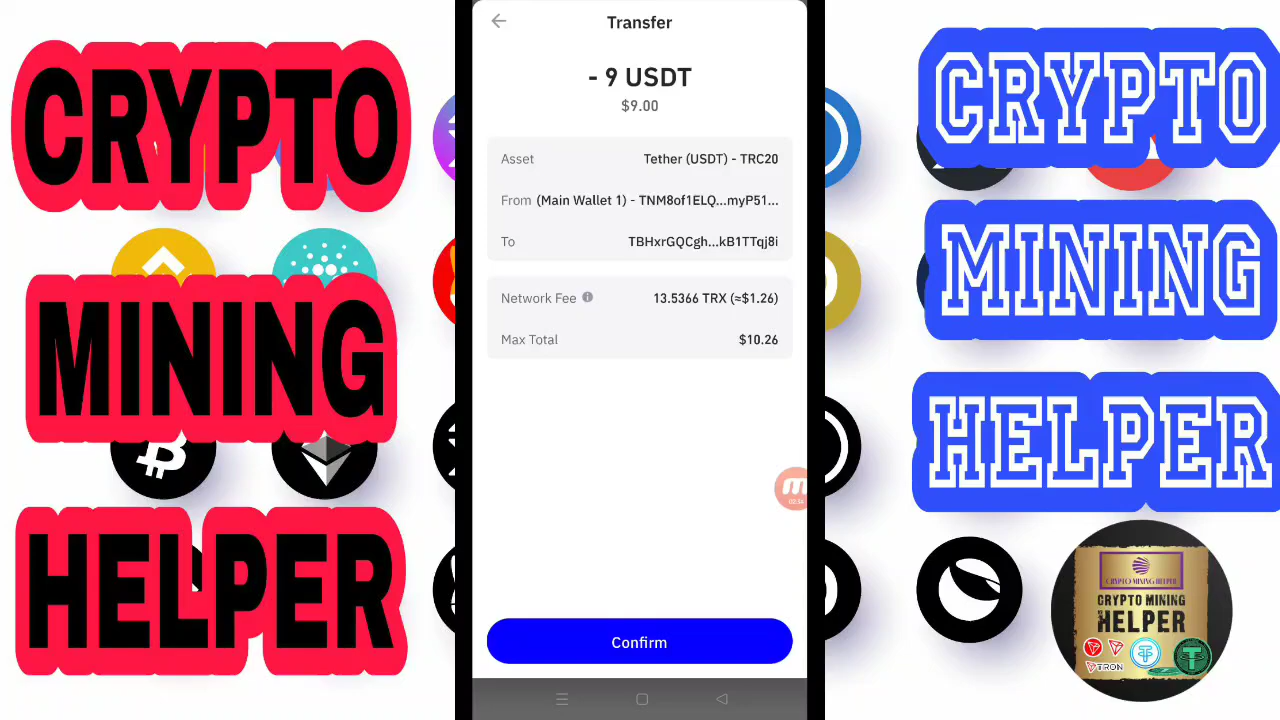 CRYPTO
MINING
HELPER
Transfer
- 9 USDT
$9.00
Asset Tether (USDT) - TRC20
From (Main Wallet 1) - TNM8of1ELQ...myP51...
To TBHxrGQCgh...kB1TTqj8i
Network Fee 13.5366 TRX (≈$1.26)
Max Total $10.26
Confirm
CRYPTO
MINING
HELPER
CRYPTO MINING HELPER
CRYPTO MINING
HELPER
TRON